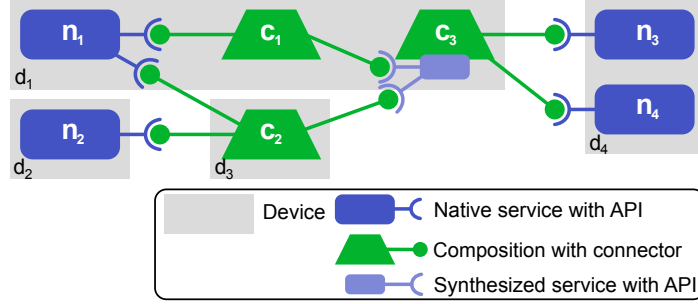 n1 c1 c3 n3
d1
n2 c2 n4
d2 d3 d4
Device
Native service with API
Composition with connector
Synthesized service with API